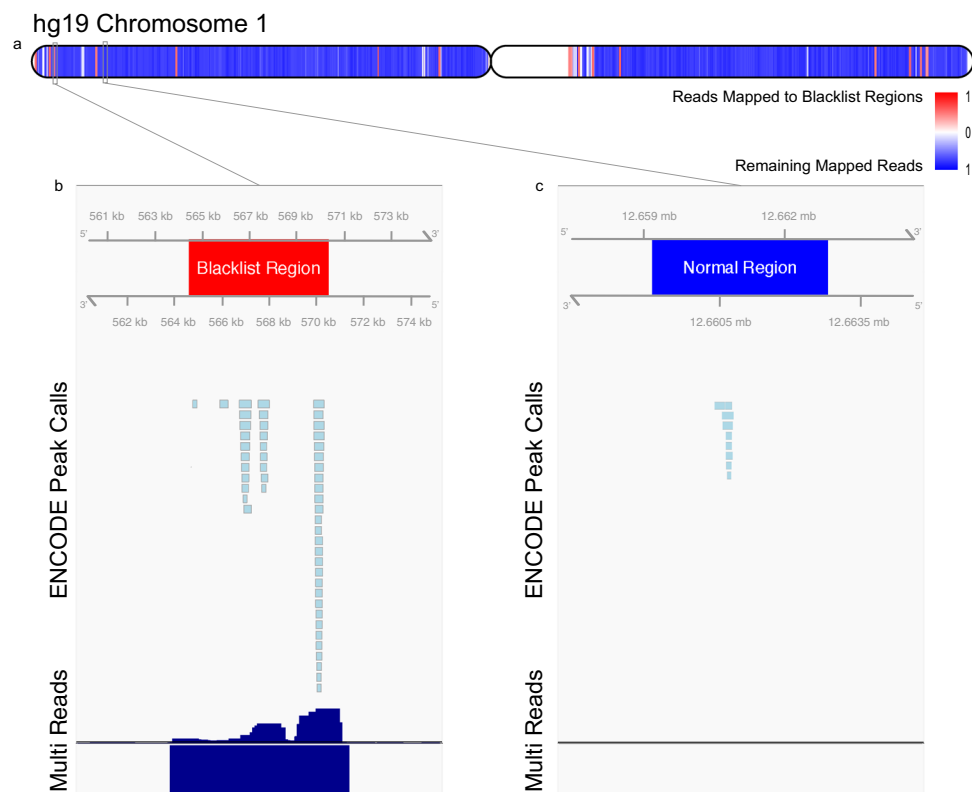 hg19 Chromosome 1
a
Reads Mapped to Blacklist Regions
1
0
Remaining Mapped Reads
1
b
561 kb 563 kb 565 kb 567 kb 569 kb 571 kb 573 kb
5' 3'
Blacklist Region
3' 5'
562 kb 564 kb 566 kb 568 kb 570 kb 572 kb 574 kb
ENCODE Peak Calls
Multi Reads
c
12.659 mb 12.662 mb
5' 3'
Normal Region
3' 5'
12.6605 mb 12.6635 mb
ENCODE Peak Calls
Multi Reads